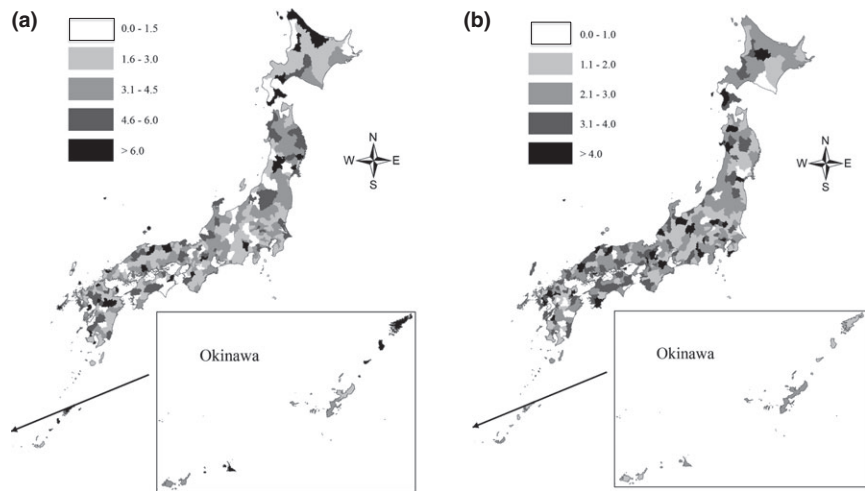 (a)
0.0 - 1.5
1.6 - 3.0
3.1 - 4.5
4.6 - 6.0
> 6.0
N
W E
S
Okinawa
(b)
0.0 - 1.0
1.1 - 2.0
2.1 - 3.0
3.1 - 4.0
> 4.0
N
W E
S
Okinawa